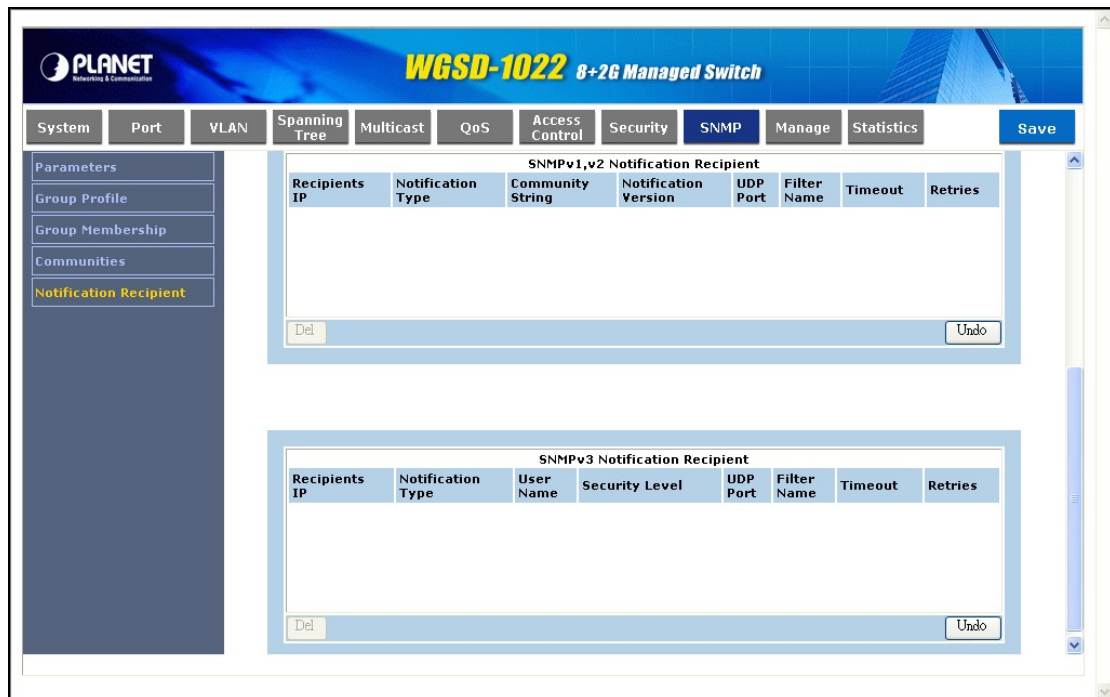 PLANET
Networking & Communication
WGSD-1022 8+2G Managed Switch
System
Port
VLAN
Spanning Tree
Multicast
QoS
Access Control
Security
SNMP
Manage
Statistics
Save
Parameters
Group Profile
Group Membership
Communities
Notification Recipient
SNMPv1,v2 Notification Recipient
Recipients IP
Notification Type
Community String
Notification Version
UDP Port
Filter Name
Timeout
Retries
Del
Undo
SNMPv3 Notification Recipient
Recipients IP
Notification Type
User Name
Security Level
UDP Port
Filter Name
Timeout
Retries
Del
Undo